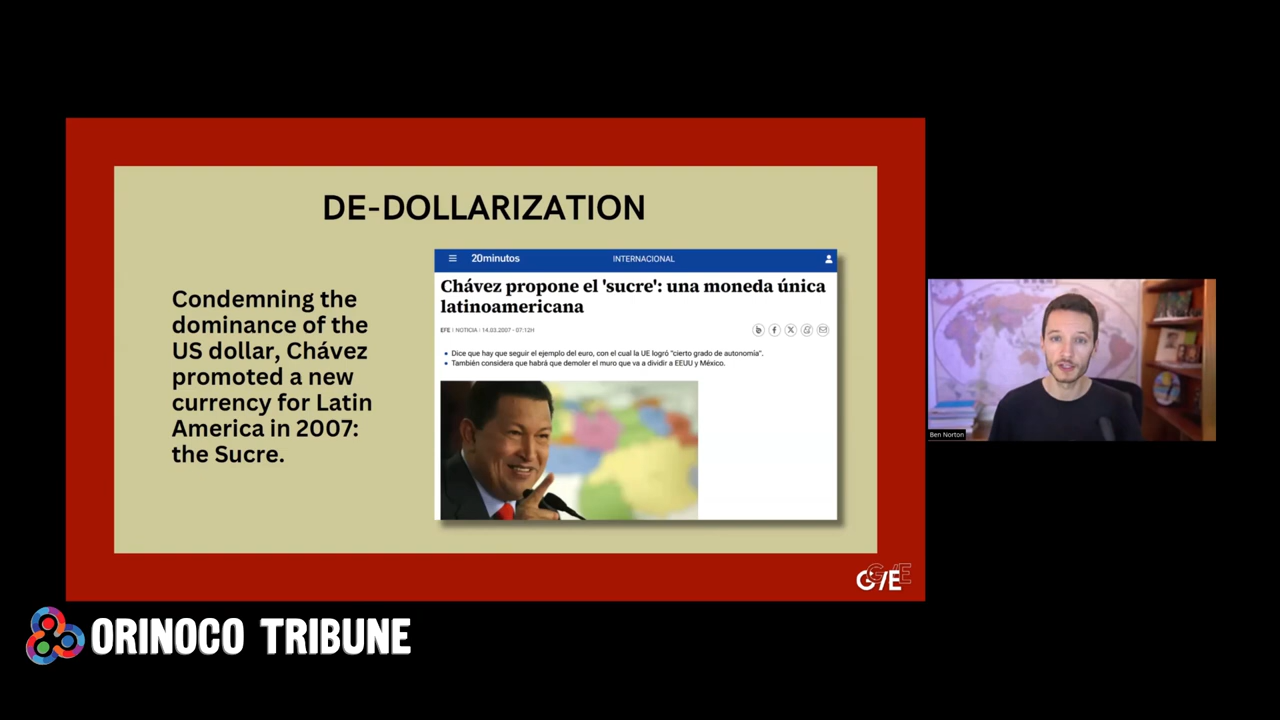 DE-DOLLARIZATION
Condemning the
dominance of the
US dollar, Chávez
promoted a new
currency for Latin
America in 2007:
the Sucre.
20minutos
INTERNACIONAL
Chávez propone el 'sucre': una moneda única
latinoamericana
EFE | NOTICIA | 14.03.2007 - 07:12H
Dice que hay que seguir el ejemplo del euro, con el cual la UE logró "cierto grado de autonomía".
También considera que habrá que demoler el muro que va a dividir a EEUU y México.
Ben Norton
G/E
ORINOCO TRIBUNE